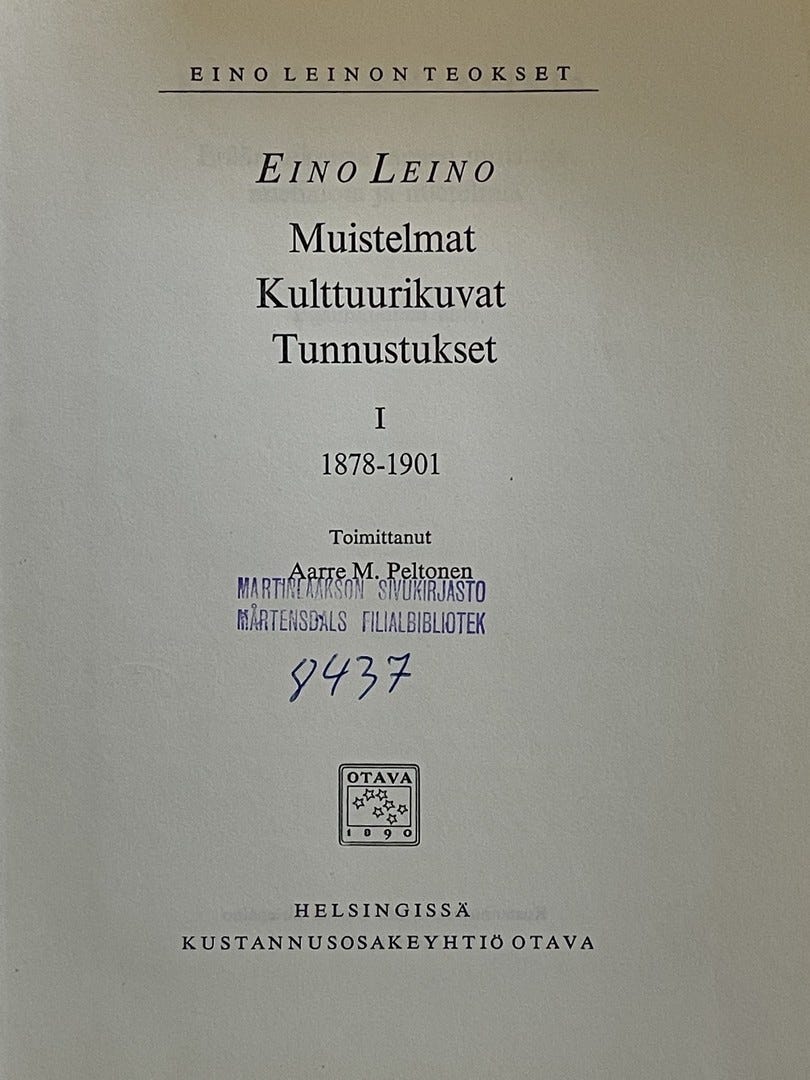 EINO LEINON TEOKSET
EINO LEINO
Muistelmat
Kulttuurikuvat
Tunnustukset
I
1878-1901
Toimittanut
Aarre M. Peltonen
MARTINLAAKSON SIVUKIRJASTO
MÅRTENSDALS FILIALBIBLIOTEK
8437
OTAVA
1890
HELSINGISSÄ
KUSTANNUSOSAKEYHTIÖ OTAVA